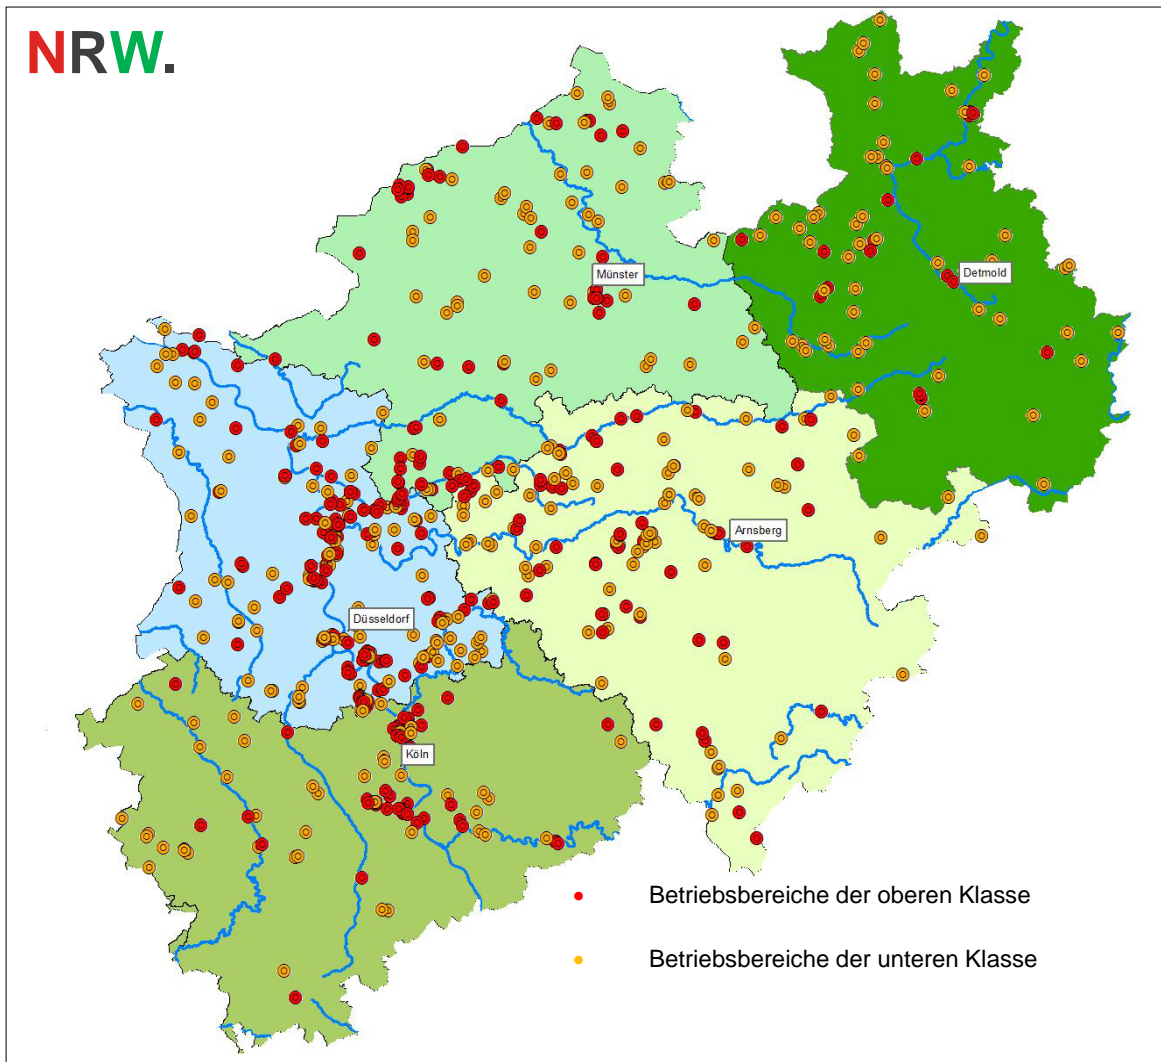 NRW.
Münster
Detmold
Arnsberg
Düsseldorf
Köln
Betriebsbereiche der oberen Klasse
Betriebsbereiche der unteren Klasse